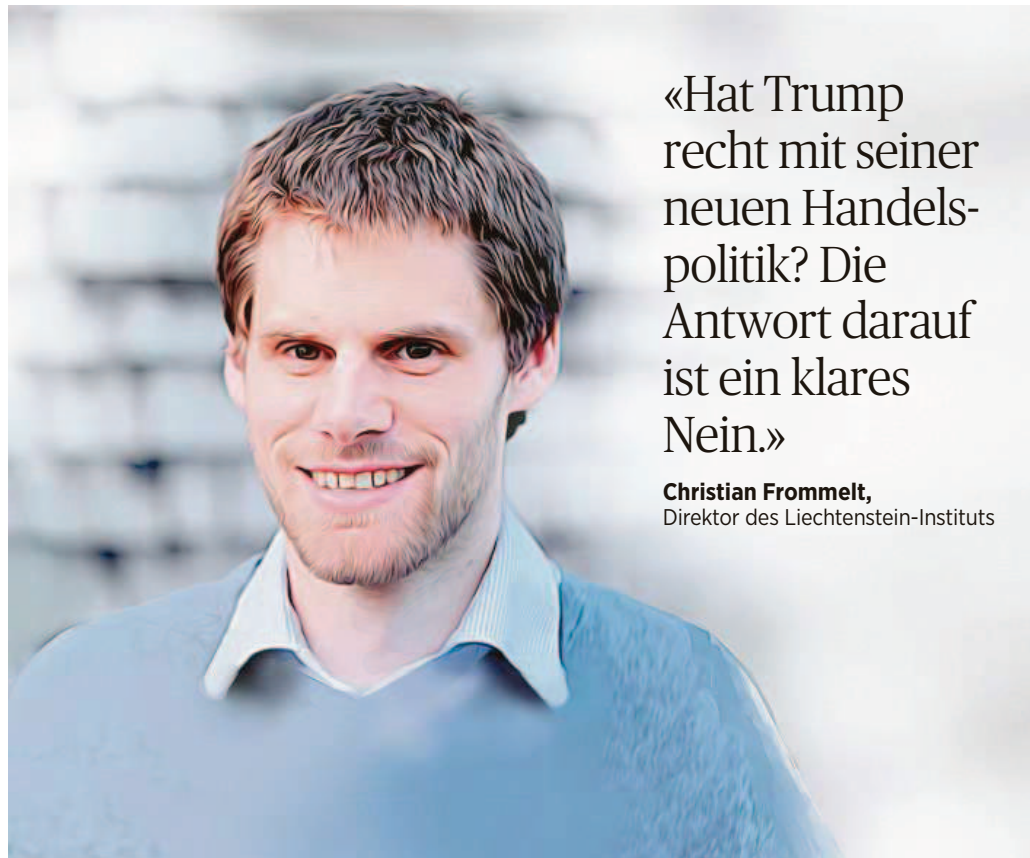 «Hat Trump
recht mit seiner
neuen Handels-
politik? Die
Antwort darauf
ist ein klares
Nein.»
Christian Frommelt,
Direktor des Liechtenstein-Instituts